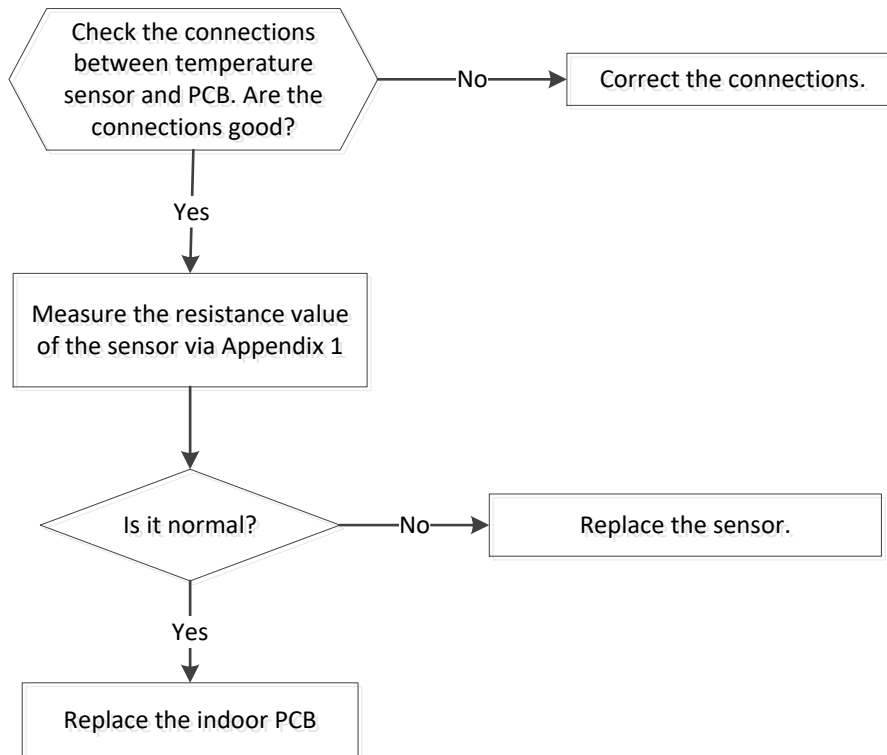 Check the connections
between temperature
sensor and PCB. Are the
connections good?
No
Correct the connections.
Yes
Measure the resistance value
of the sensor via Appendix 1
Is it normal?
No
Replace the sensor.
Yes
Replace the indoor PCB